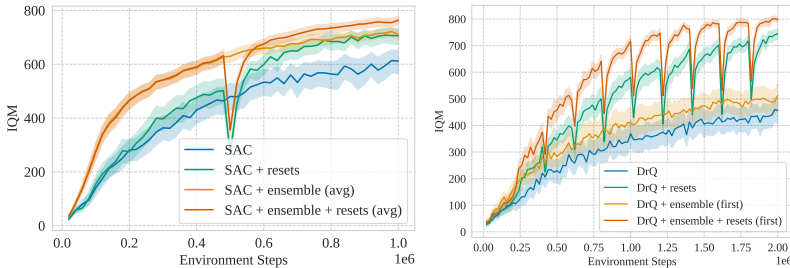 800
600
400
200
0
IQM
SAC
SAC + resets
SAC + ensemble (avg)
SAC + ensemble + resets (avg)
0.0
0.2
0.4
0.6
0.8
1.0
Environment Steps
1e6
800
700
600
500
400
300
200
100
0
IQM
DrQ
DrQ + resets
DrQ + ensemble (first)
DrQ + ensemble + resets (first)
0.00
0.25
0.50
0.75
1.00
1.25
1.50
1.75
2.00
Environment Steps